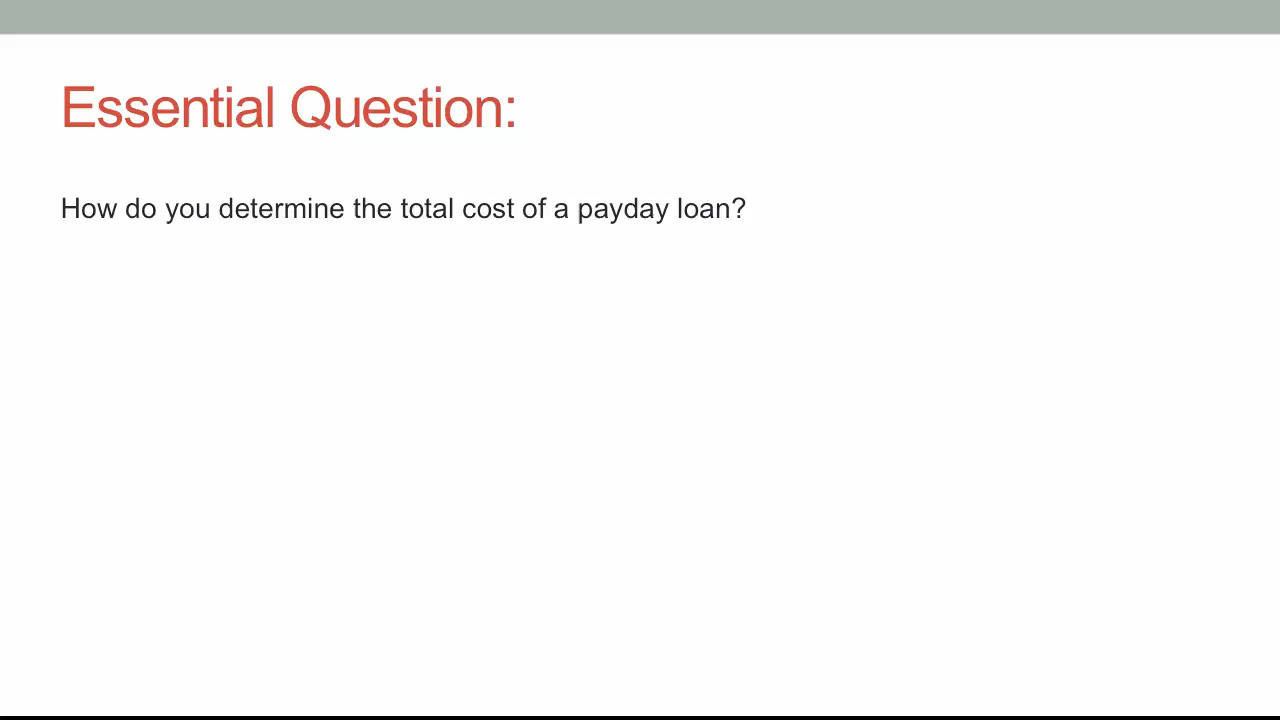 Essential Question:
How do you determine the total cost of a payday loan?